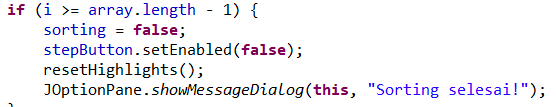 if (i >= array.length - 1) {
sorting = false;
stepButton.setEnabled(false);
resetHighlights();
JOptionPane.showMessageDialog(this, "Sorting selesai!");